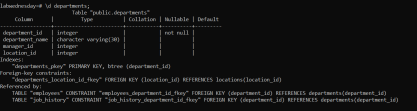 labwednesday=# \d departments;
Table "public.departments"
Column | Type | Collation | Nullable | Default
department_id | integer | | not null |
department_name | character varying(30) | | |
manager_id | integer | | |
location_id | integer | | |
Indexes:
"departments_pkey" PRIMARY KEY, btree (department_id)
Foreign-key constraints:
"departments_location_id_fkey" FOREIGN KEY (location_id) REFERENCES locations(location_id)
Referenced by:
TABLE "employees" CONSTRAINT "employees_department_id_fkey" FOREIGN KEY (department_id) REFERENCES departments(department_id)
TABLE "job_history" CONSTRAINT "job_history_department_id_fkey" FOREIGN KEY (department_id) REFERENCES departments(department_id)